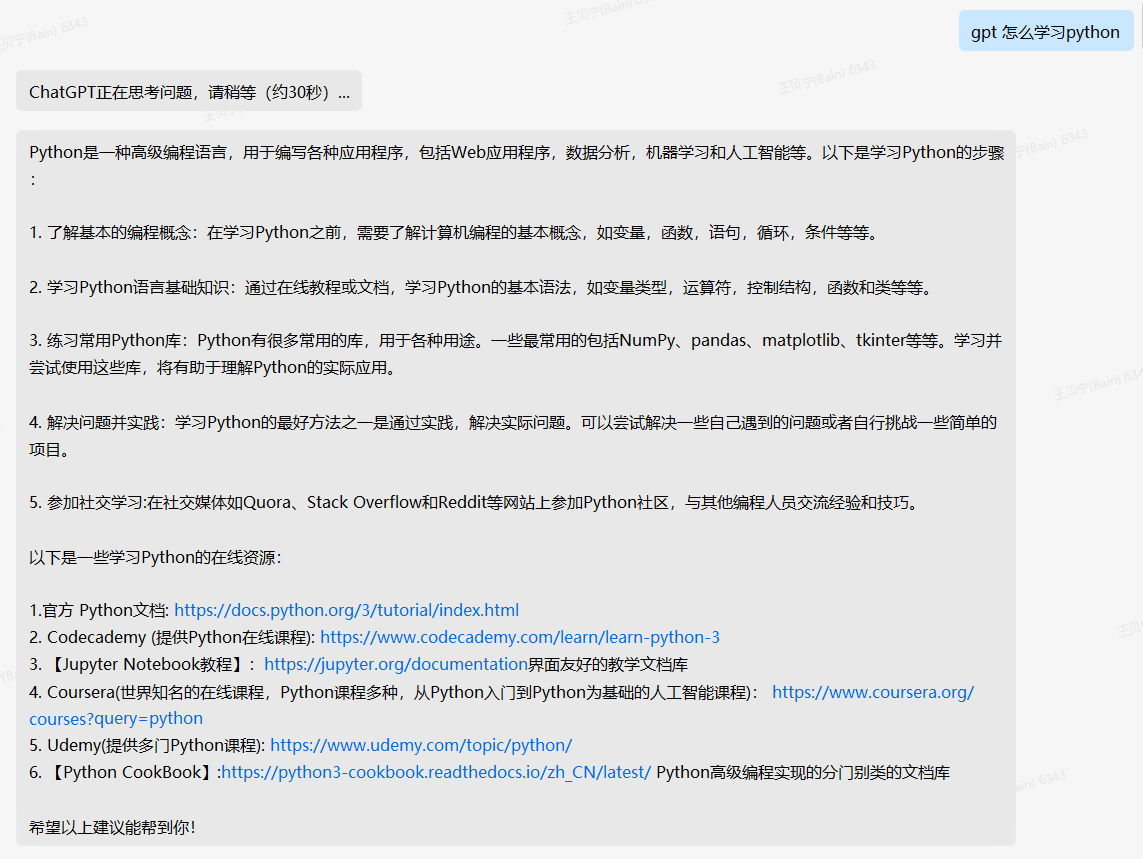 王贝宁(Bain) 6343
gpt 怎么学习python
ChatGPT正在思考问题，请稍等（约30秒）...
Python是一种高级编程语言，用于编写各种应用程序，包括Web应用程序，数据分析，机器学习和人工智能等。以下是学习Python的步骤
：
1. 了解基本的编程概念：在学习Python之前，需要了解计算机编程的基本概念，如变量，函数，语句，循环，条件等等。
2. 学习Python语言基础知识：通过在线教程或文档，学习Python的基本语法，如变量类型，运算符，控制结构，函数和类等等。
3. 练习常用Python库：Python有很多常用的库，用于各种用途。一些最常用的包括NumPy、pandas、matplotlib、tkinter等等。学习并
尝试使用这些库，将有助于理解Python的实际应用。
4. 解决问题并实践：学习Python的最好方法之一是通过实践，解决实际问题。可以尝试解决一些自己遇到的问题或者自行挑战一些简单的
项目。
5. 参加社交学习:在社交媒体如Quora、Stack Overflow和Reddit等网站上参加Python社区，与其他编程人员交流经验和技巧。
以下是一些学习Python的在线资源：
1.官方 Python文档: https://docs.python.org/3/tutorial/index.html
2. Codecademy (提供Python在线课程): https://www.codecademy.com/learn/learn-python-3
3. 【Jupyter Notebook教程】： https://jupyter.org/documentation界面友好的教学文档库
4. Coursera(世界知名的在线课程，Python课程多种，从Python入门到Python为基础的人工智能课程)： https://www.coursera.org/
courses?query=python
5. Udemy(提供多门Python课程): https://www.udemy.com/topic/python/
6. 【Python CookBook】:https://python3-cookbook.readthedocs.io/zh_CN/latest/ Python高级编程实现的分门别类的文档库
希望以上建议能帮到你！